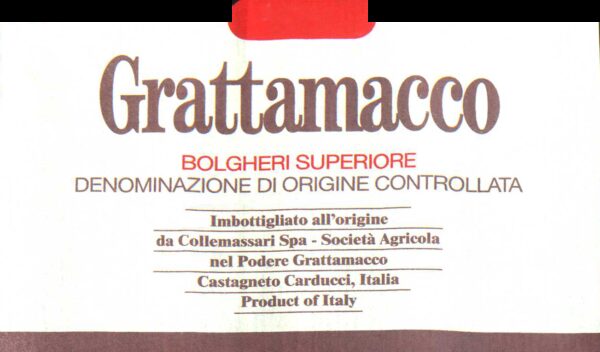 Grattamacco
BOLGHERI SUPERIORE
DENOMINAZIONE DI ORIGINE CONTROLLATA
Imbottigliato all'origine
da Collemassari Spa - Società Agricola
nel Podere Grattamacco
Castagneto Carducci, Italia
Product of Italy